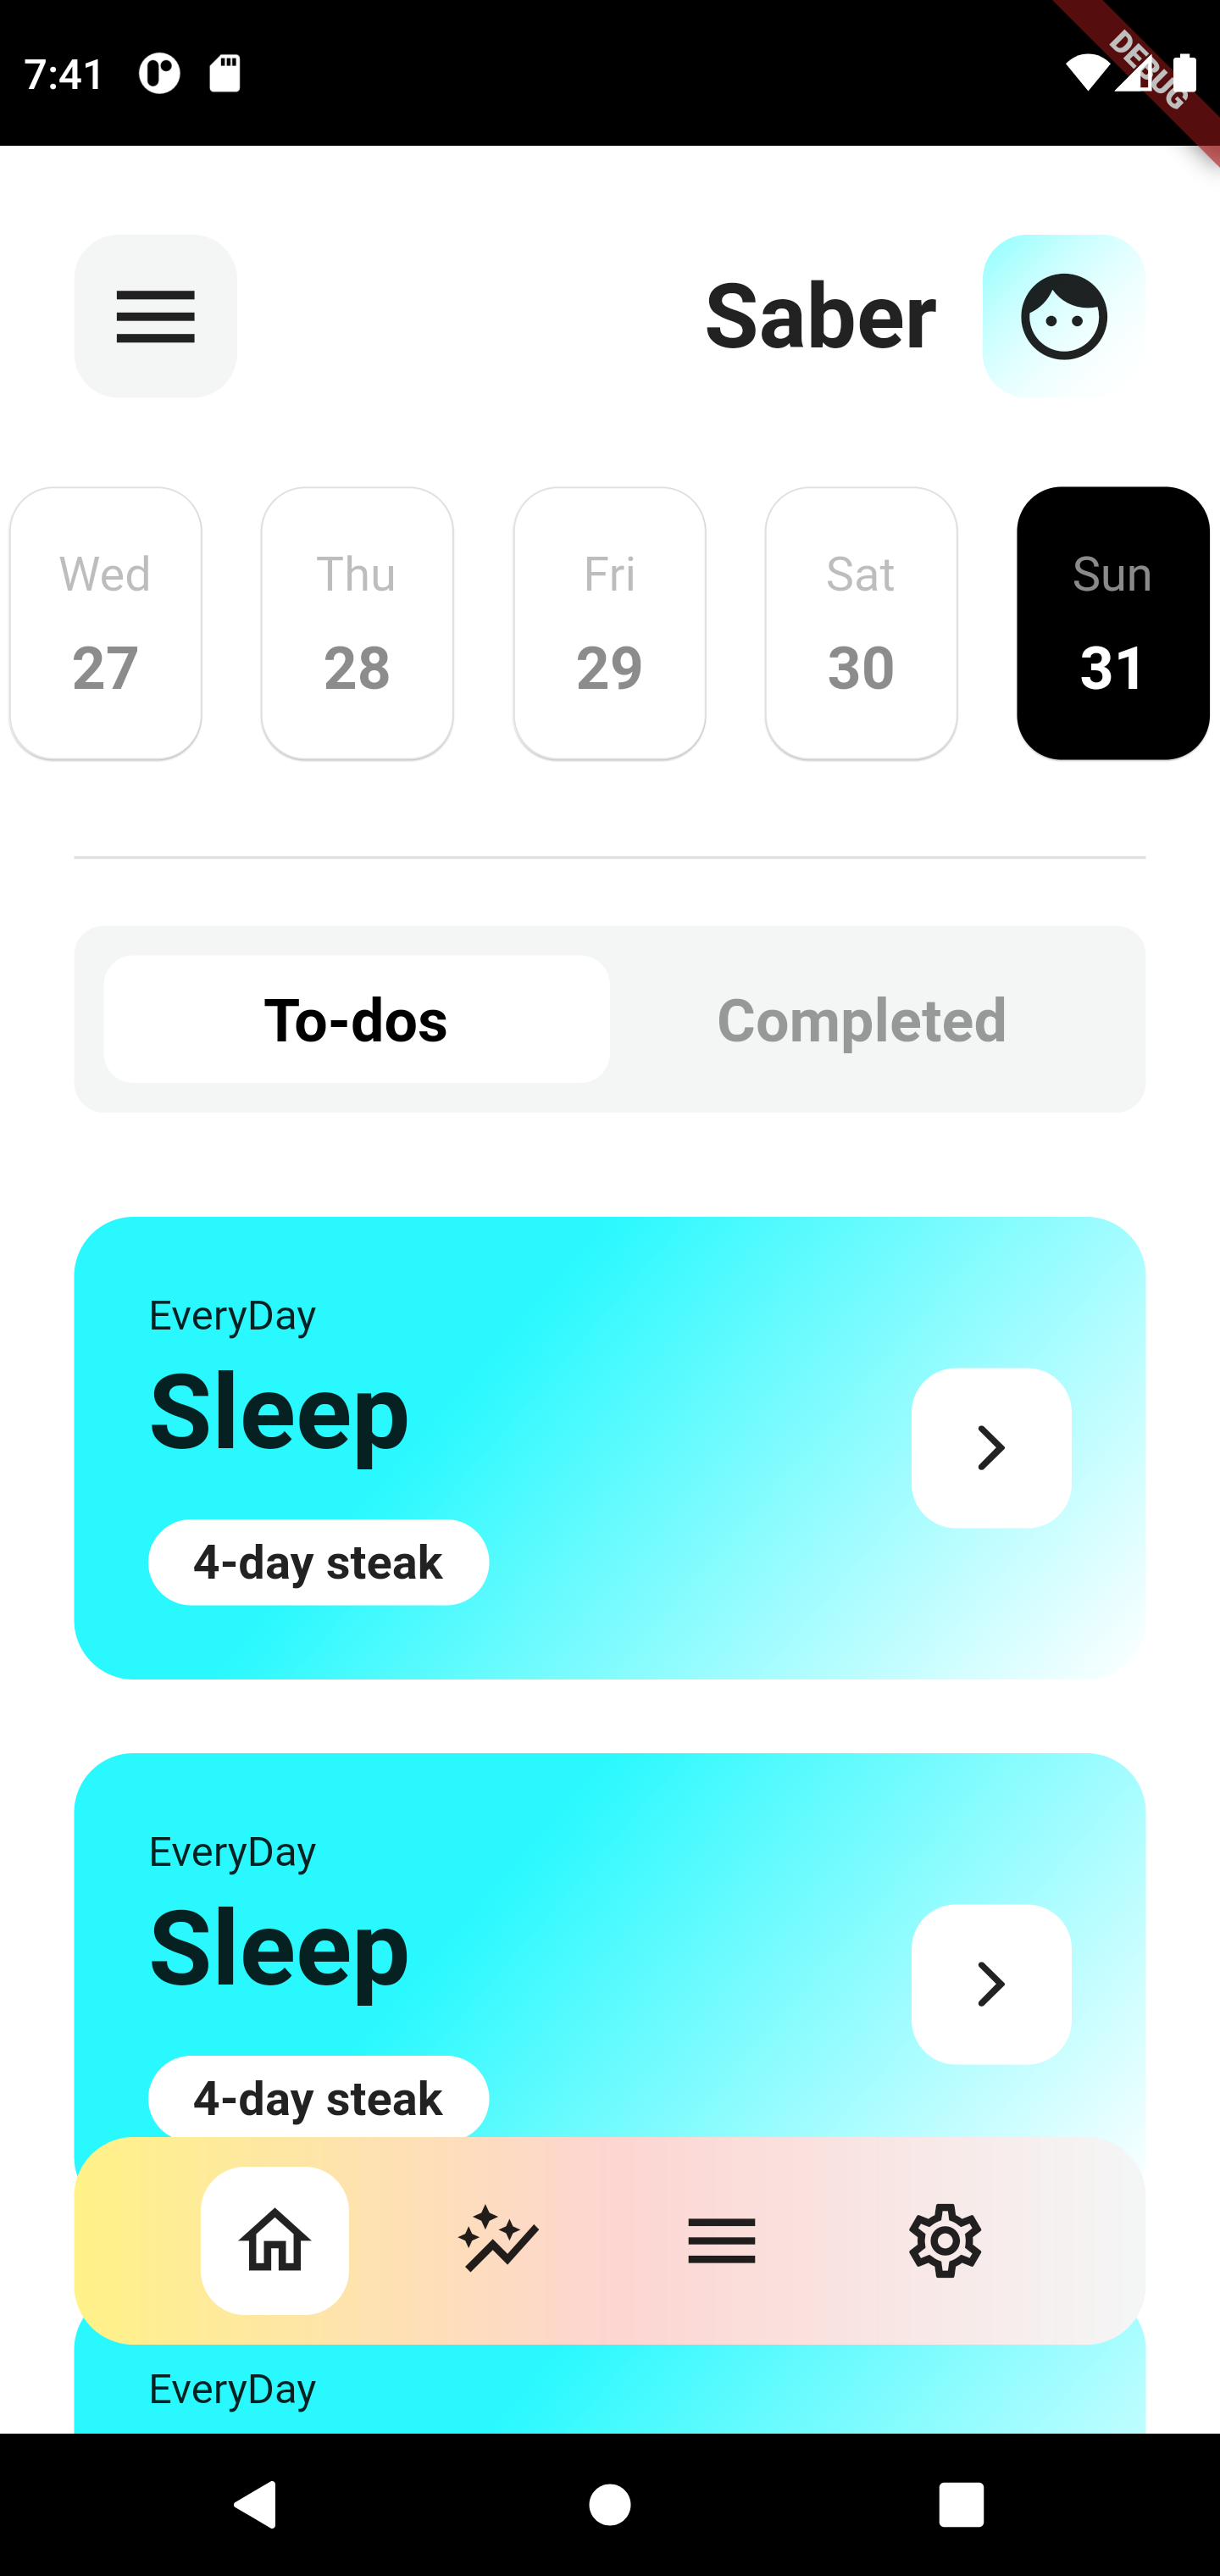 7:41
DEBUG
Saber
Wed Thu Fri Sat Sun
27 28 29 30 31
To-dos Completed
EveryDay
Sleep
4-day steak
EveryDay
Sleep
4-day steak
EveryDay